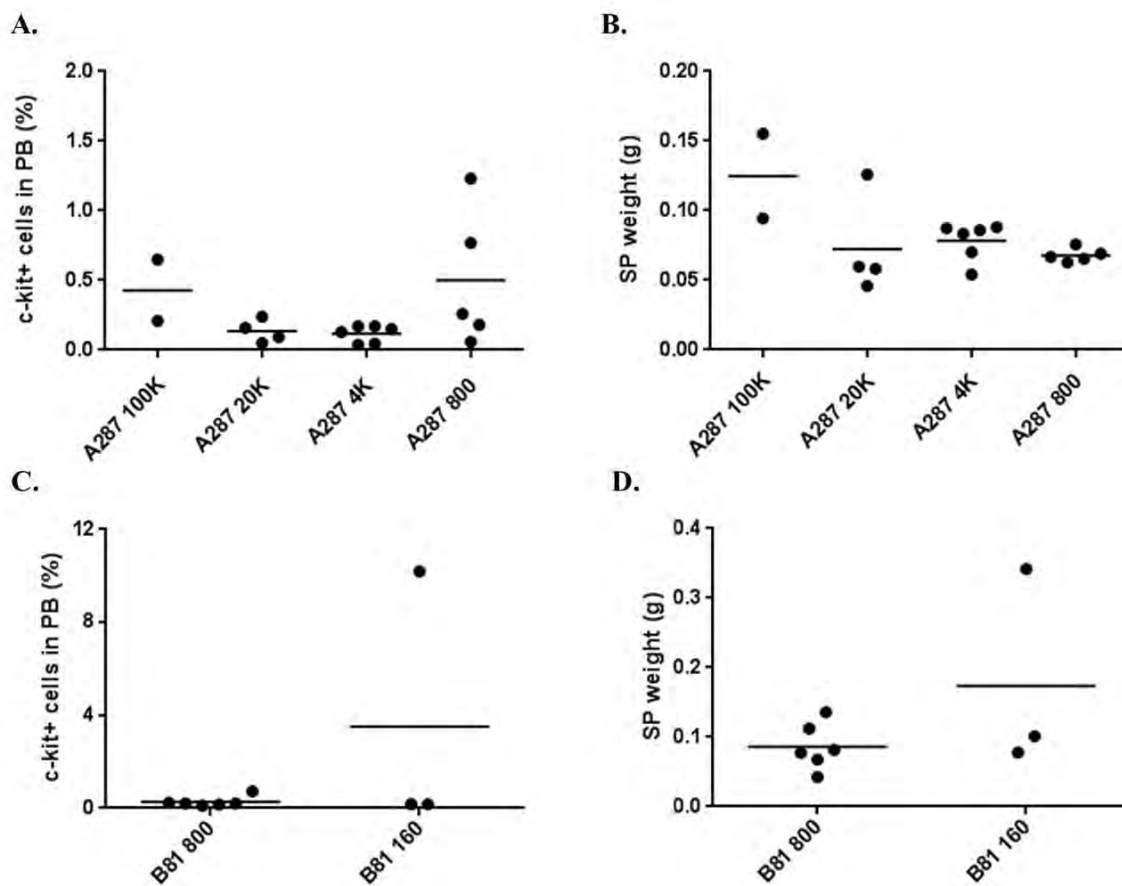 A.
c-kit+ cells in PB (%)
2.0
1.5
1.0
0.5
0.0
A287 100K
A287 20K
A287 4K
A287 800
B.
SP weight (g)
0.20
0.15
0.10
0.05
0.00
A287 100K
A287 20K
A287 4K
A287 800
C.
c-kit+ cells in PB (%)
12
8
4
0
B81 800
B81 160
D.
SP weight (g)
0.4
0.3
0.2
0.1
0.0
B81 800
B81 160